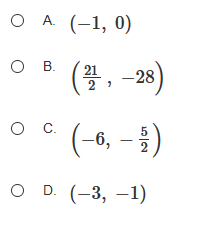 A. (−1, 0)
B. (21/2, −28)
C. (−6, −5/2)
D. (−3, −1)